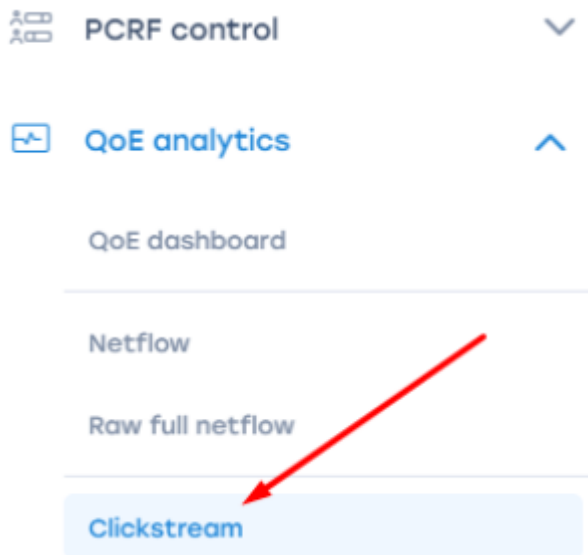 PCRF control
QoE analytics
QoE dashboard
Netflow
Raw full netflow
Clickstream